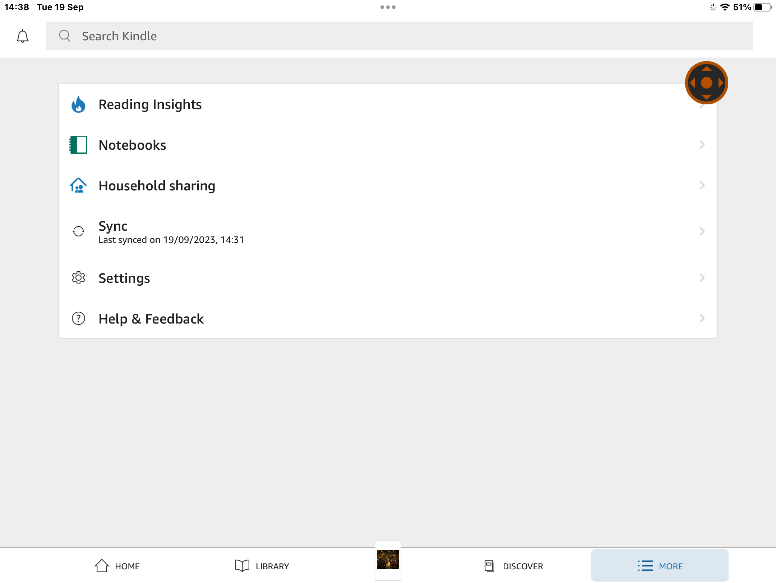 14:38 Tue 19 Sep
51%
Search Kindle
Reading Insights
Notebooks
Household sharing
Sync
Last synced on 19/09/2023, 14:31
Settings
Help & Feedback
HOME
LIBRARY
DISCOVER
MORE